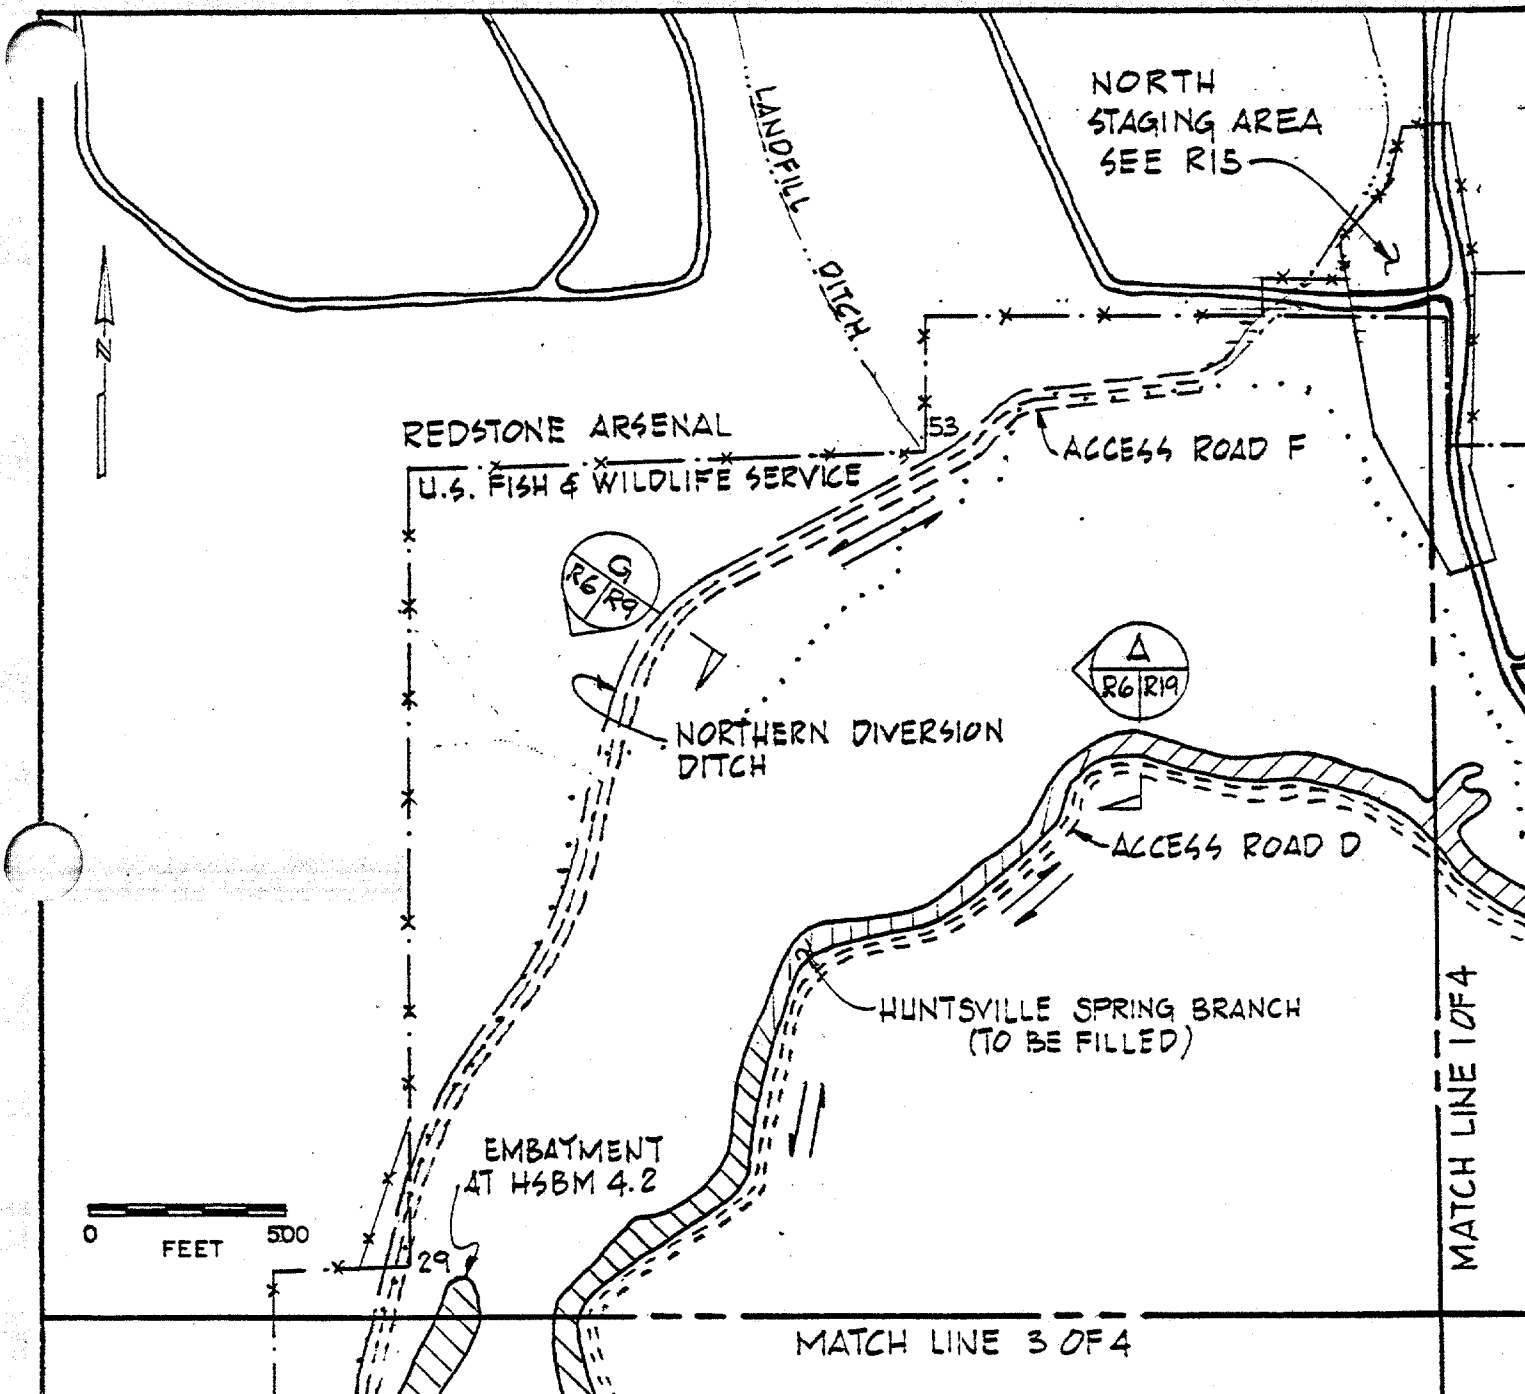 NORTH
STAGING AREA
SEE R15
LANDFILL
DITCH
N
REDSTONE ARSENAL
U.S. FISH & WILDLIFE SERVICE
53
ACCESS ROAD F
G
R6 R9
A
R6 R19
NORTHERN DIVERSION
DITCH
ACCESS ROAD D
HUNTSVILLE SPRING BRANCH
(TO BE FILLED)
EMBAYMENT
AT HSBM 4.2
0 500
FEET
29
MATCH LINE 1 OF 4
MATCH LINE 3 OF 4